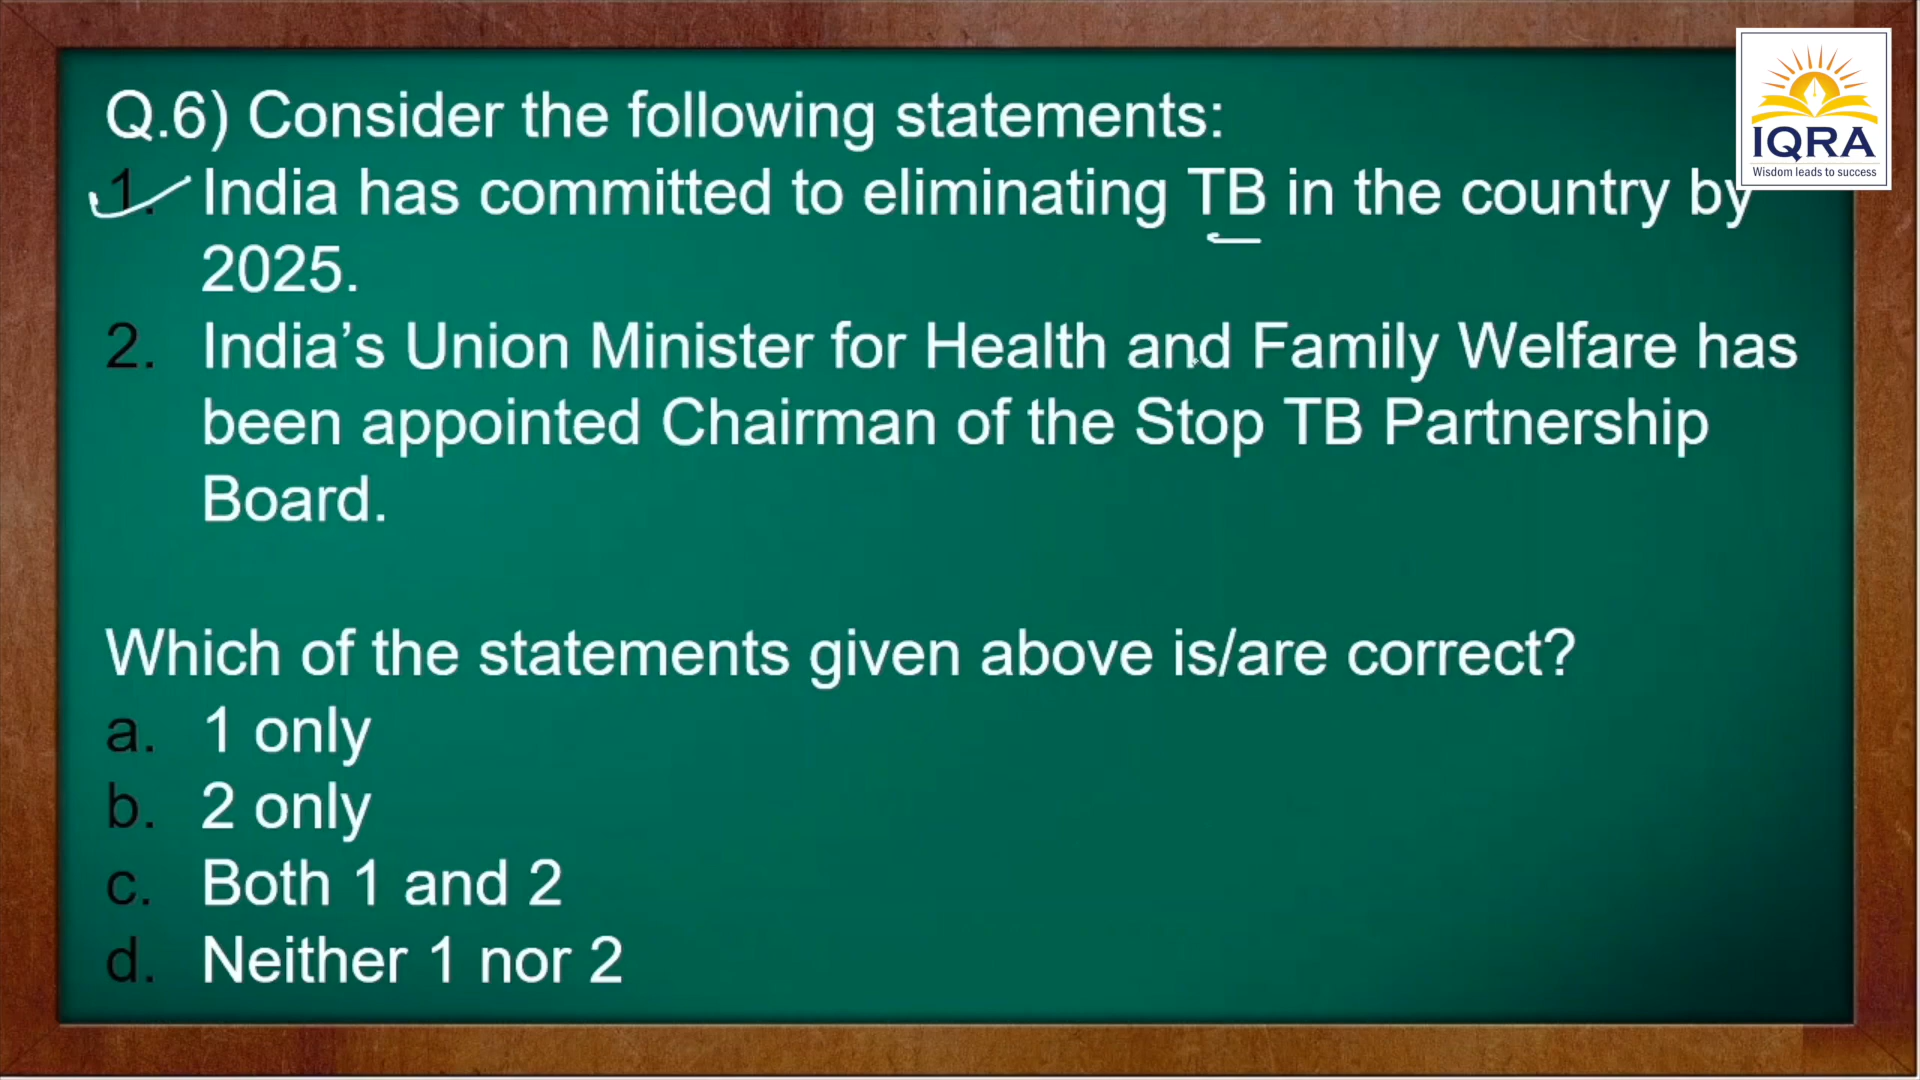 Q.6) Consider the following statements:
1. India has committed to eliminating TB in the country by
2025.
2. India’s Union Minister for Health and Family Welfare has
been appointed Chairman of the Stop TB Partnership
Board.
Which of the statements given above is/are correct?
a. 1 only
b. 2 only
c. Both 1 and 2
d. Neither 1 nor 2
IQRA
Wisdom leads to success